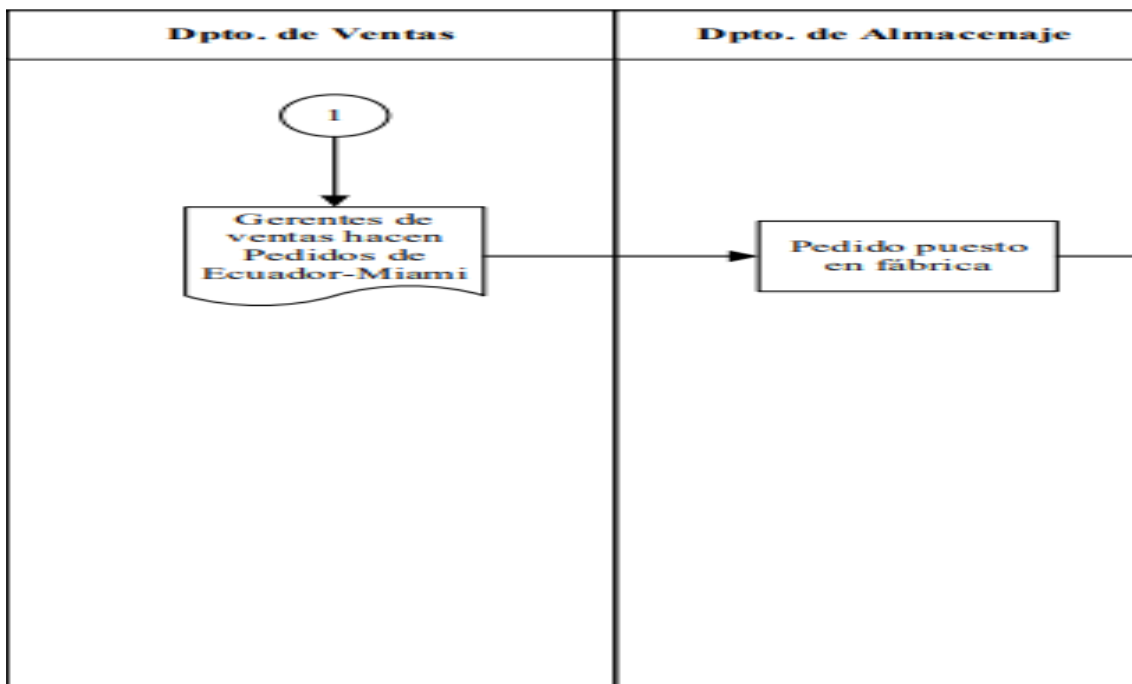 Dpto. de Ventas
Dpto. de Almacenaje
1
Gerentes de
ventas hacen
Pedidos de
Ecuador-Miami
Pedido puesto
en fábrica